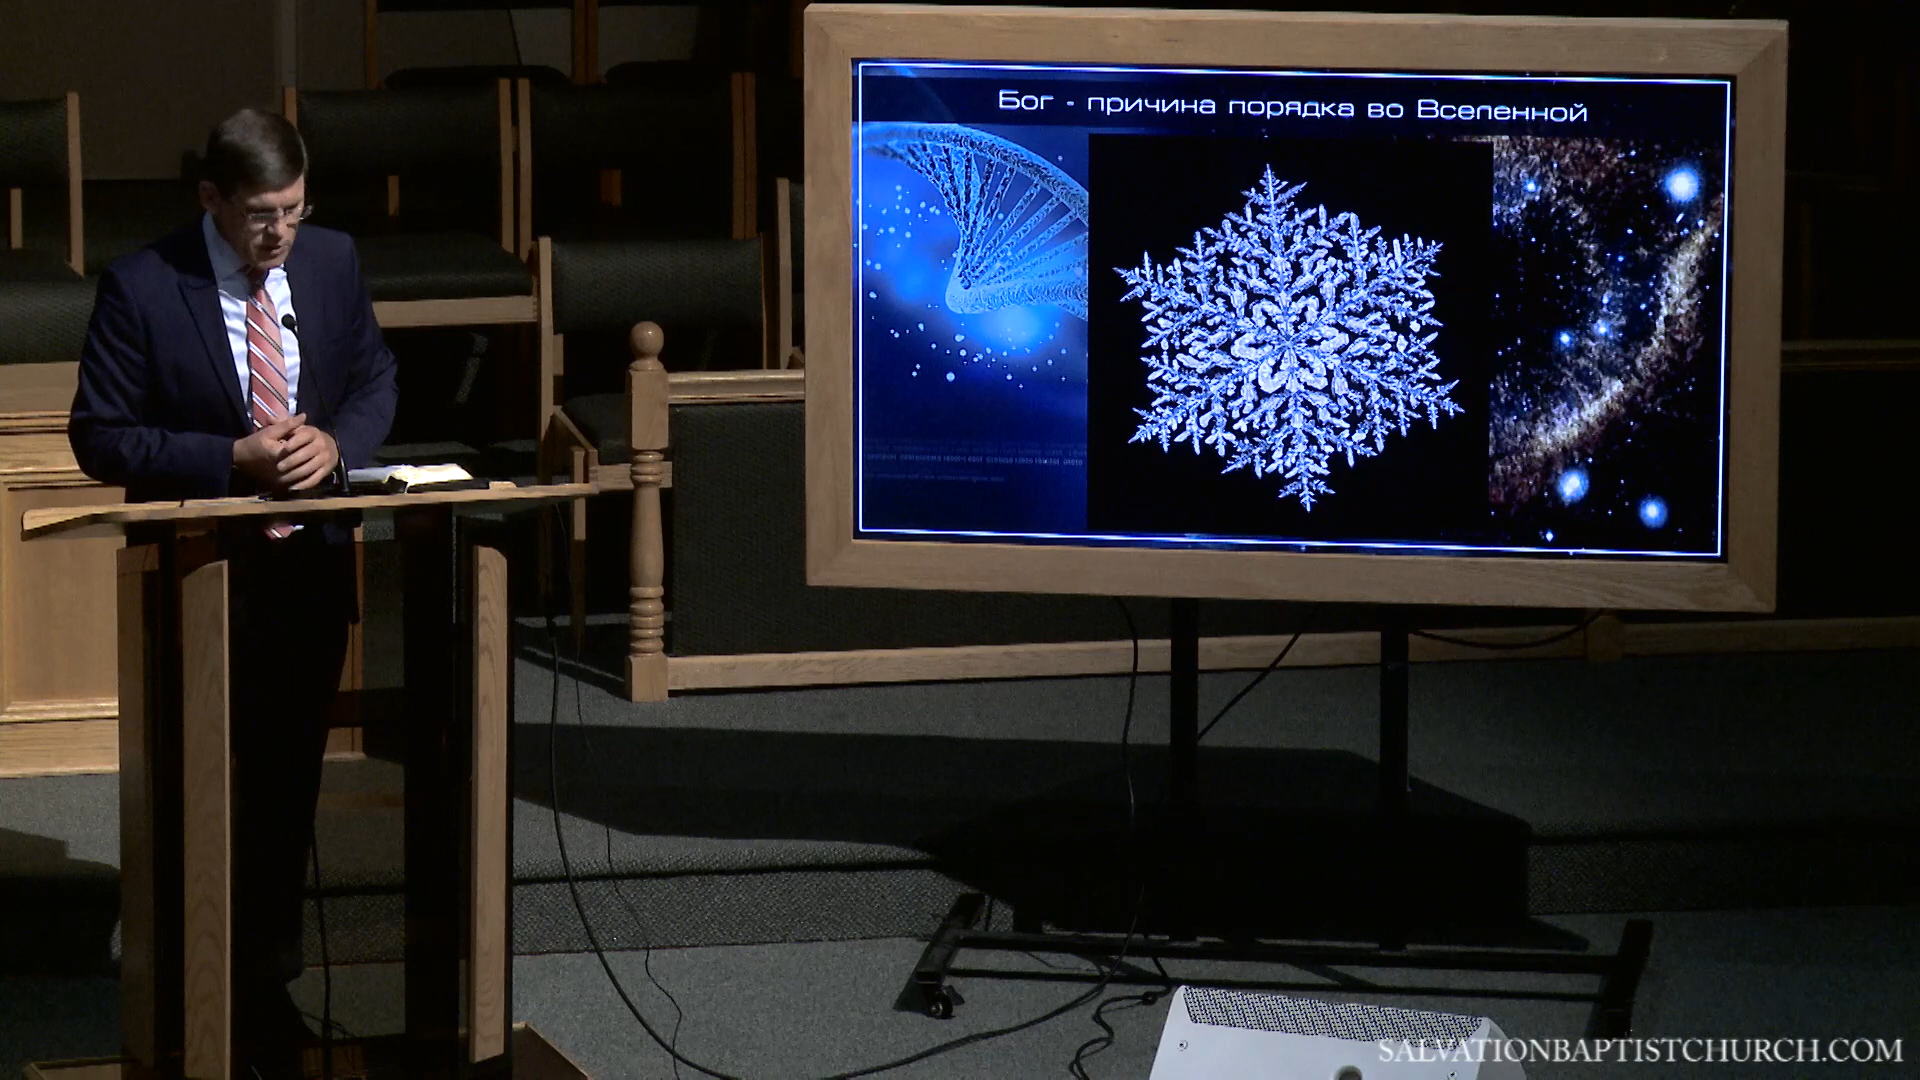 Бог - причина порядка во Вселенной
SALVATIONBAPTISTCHURCH.COM